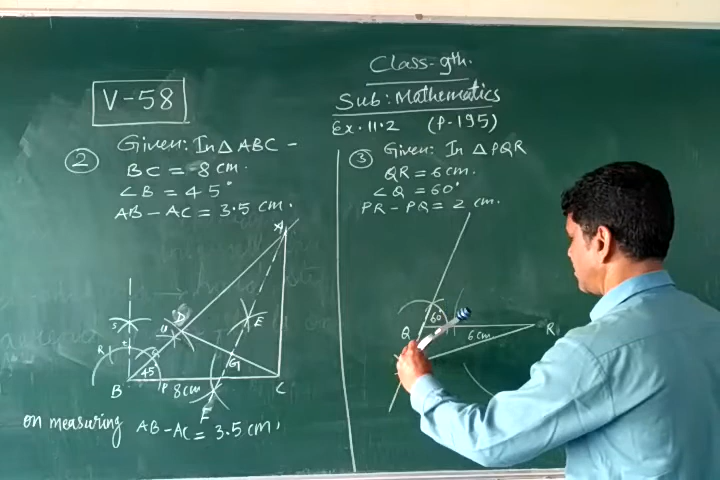 Class-9th.
Sub: Mathematics
Ex.11.2 (P-195)
V-58
② Given: In △ ABC -
BC = 8 cm.
∠B = 45°
AB - AC = 3.5 cm.
A
D
U
E
S
t
R
45°
G
B
P
8cm
C
F
on measuring AB-AC = 3.5 cm.
③ Given: In △ PQR
QR = 6 cm.
∠Q = 60°
PR - PQ = 2 cm.
60°
Q
6 cm
R